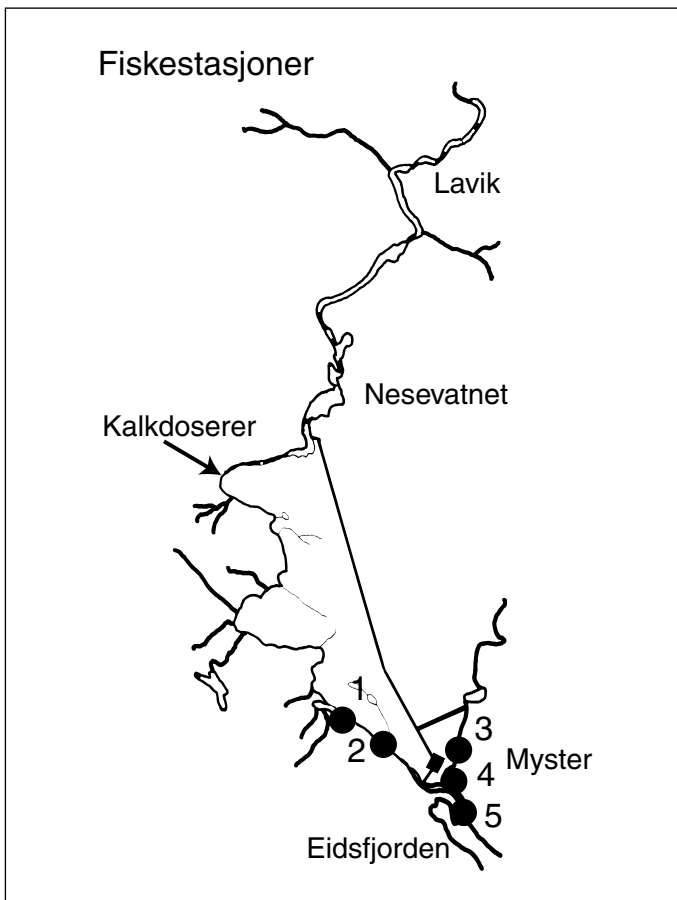 Fiskestasjoner
Lavik
Nesevatnet
Kalkdoserer
1
2
3
Myster
4
5
Eidsfjorden